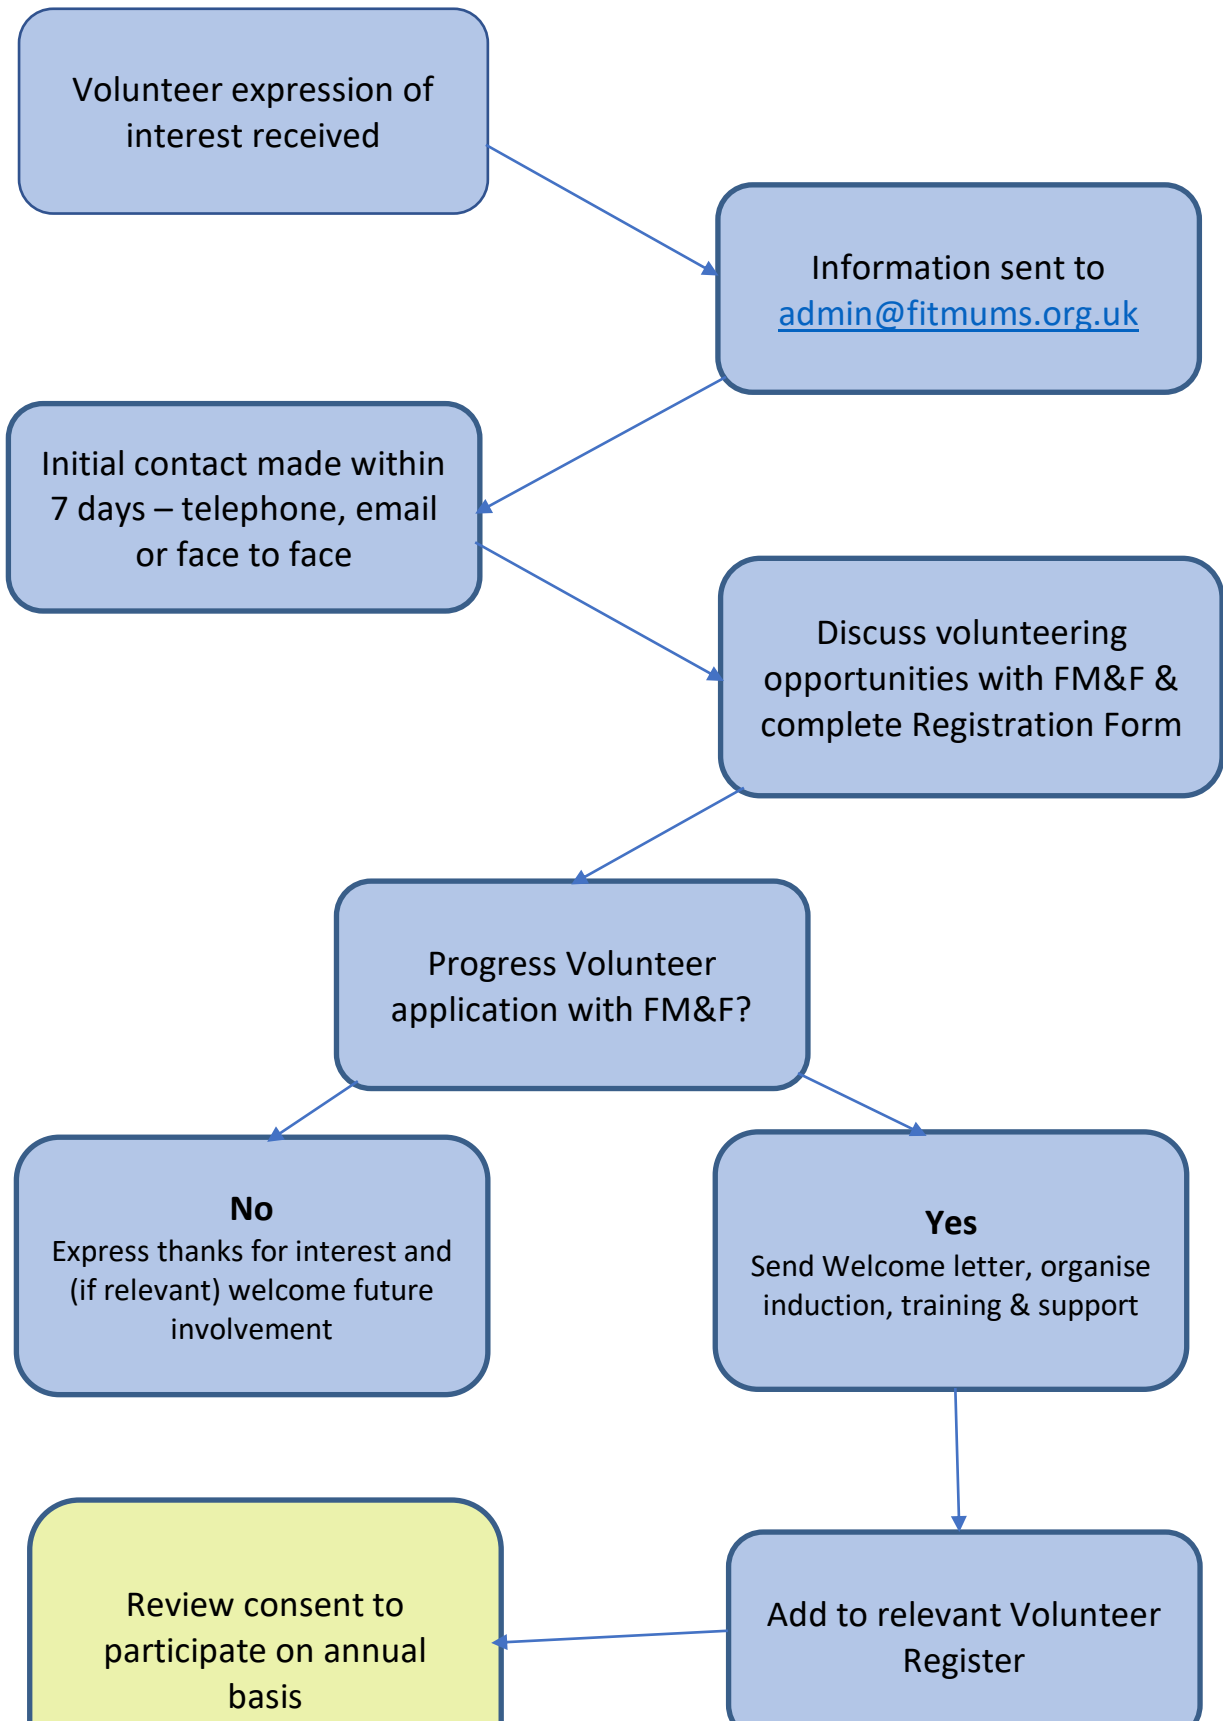 Volunteer expression of
interest received
Information sent to
admin@fitmums.org.uk
Initial contact made within
7 days – telephone, email
or face to face
Discuss volunteering
opportunities with FM&F &
complete Registration Form
Progress Volunteer
application with FM&F?
No
Express thanks for interest and
(if relevant) welcome future
involvement
Yes
Send Welcome letter, organise
induction, training & support
Add to relevant Volunteer
Register
Review consent to
participate on annual
basis